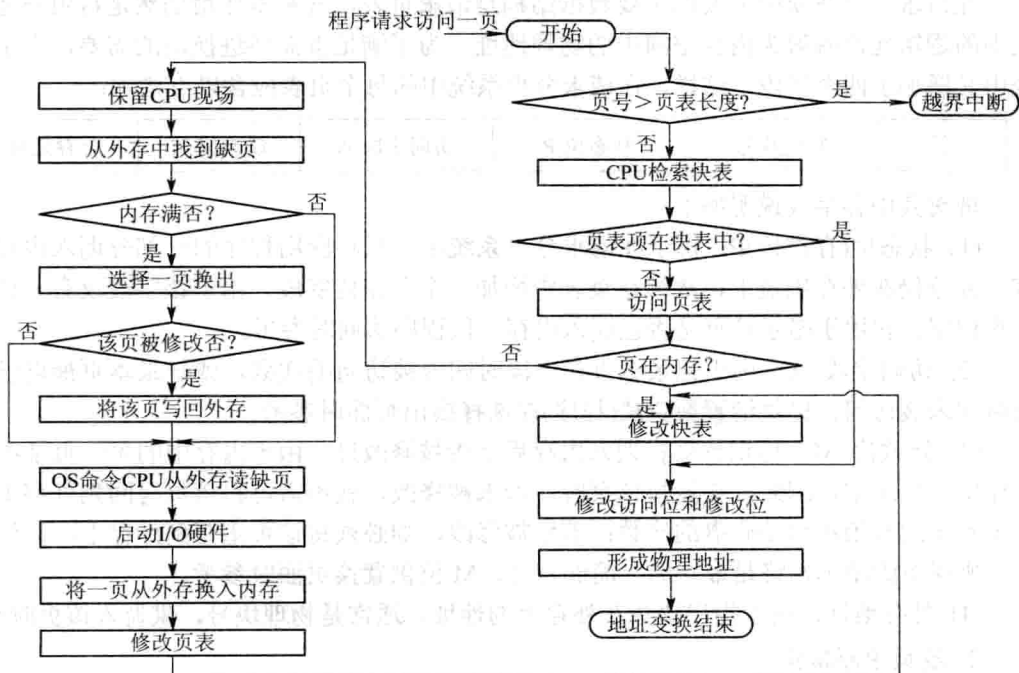 程序请求访问一页
开始
页号＞页表长度？
是
越界中断
否
CPU检索快表
页表项在快表中？
是
否
访问页表
否
页在内存？
是
修改快表
修改访问位和修改位
形成物理地址
地址变换结束
保留CPU现场
从外存中找到缺页
内存满否？
否
是
选择一页换出
否
该页被修改否？
是
将该页写回外存
OS命令CPU从外存读缺页
启动I/O硬件
将一页从外存换入内存
修改页表